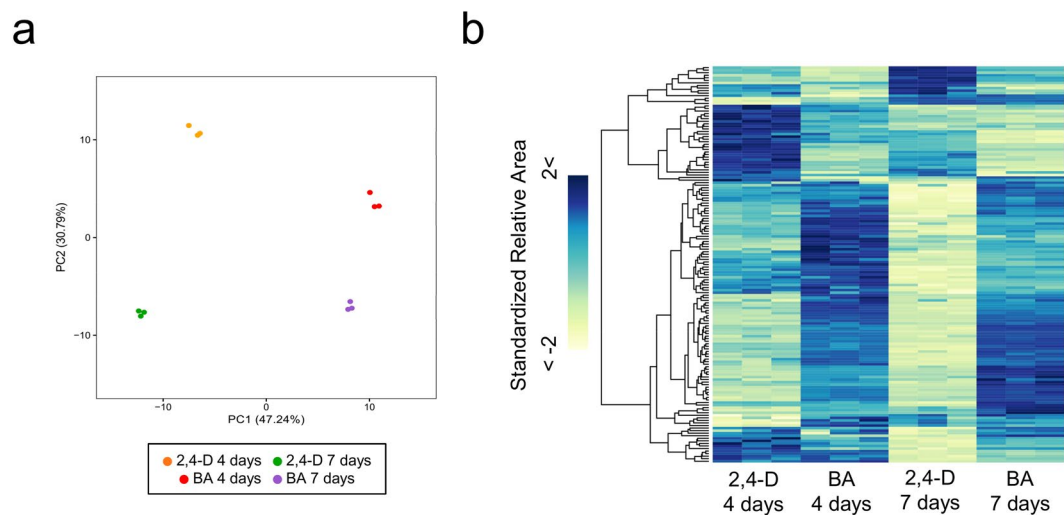 a
b
10
0
−10
PC2 (30.79%)
−10
0
10
PC1 (47.24%)
2,4-D 4 days
2,4-D 7 days
BA 4 days
BA 7 days
Standardized Relative Area
2<
< -2
2,4-D
4 days
BA
4 days
2,4-D
7 days
BA
7 days